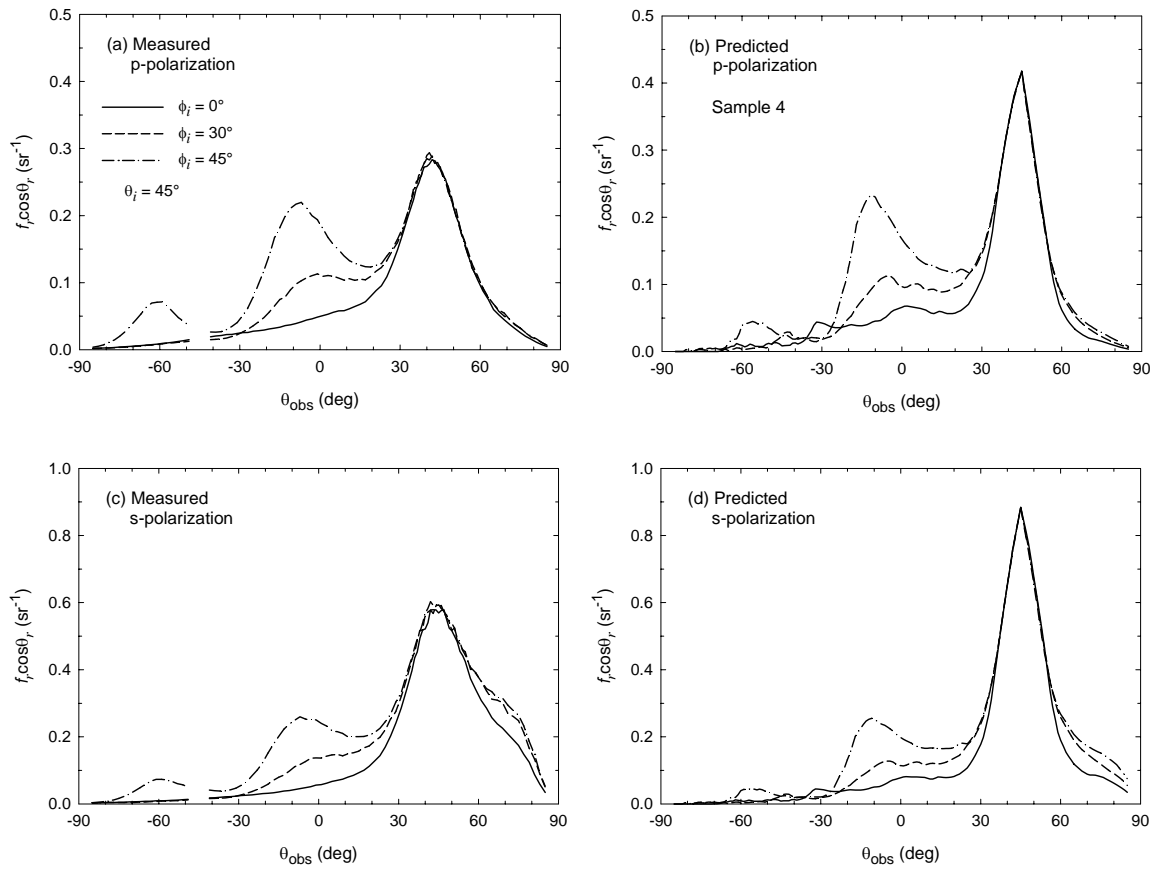 (a) Measured
p-polarization
ϕi = 0°
ϕi = 30°
ϕi = 45°
θi = 45°
0.5
0.4
0.3
0.2
0.1
0.0
frcosθr (sr-1)
-90 -60 -30 0 30 60 90
θobs (deg)
(b) Predicted
p-polarization
Sample 4
0.5
0.4
0.3
0.2
0.1
0.0
frcosθr (sr-1)
-90 -60 -30 0 30 60 90
θobs (deg)
(c) Measured
s-polarization
1.0
0.8
0.6
0.4
0.2
0.0
frcosθr (sr-1)
-90 -60 -30 0 30 60 90
θobs (deg)
(d) Predicted
s-polarization
1.0
0.8
0.6
0.4
0.2
0.0
frcosθr (sr-1)
-90 -60 -30 0 30 60 90
θobs (deg)